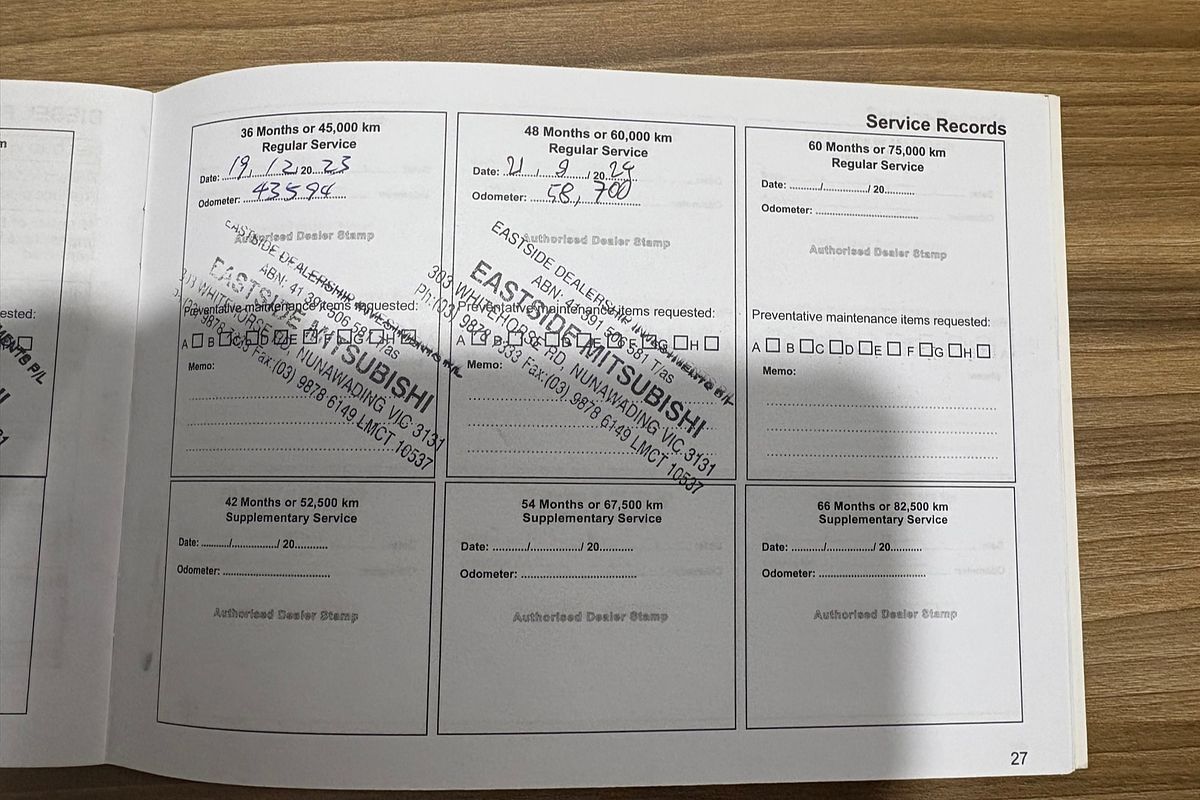 Service Records
36 Months or 45,000 km
Regular Service
Date: 19, 12/20...23
Odometer: 43594
Authorised Dealer Stamp
EASTSIDE DEALERSHIP INVESTMENTS P/L
ABN: 41 391 506 581 T/as
EASTSIDE MITSUBISHI
303 WHITEHORSE RD, NUNAWADING VIC 3131
Fax:(03) 9878 6149 LMCT 10537
Preventative maintenance items requested:
A B C D E F G H
Memo:
48 Months or 60,000 km
Regular Service
Date: 21 / 9 / 20 24
Odometer: 58,700
Authorised Dealer Stamp
EASTSIDE DEALERSHIP INVESTMENTS P/L
ABN: 41 391 506 581 T/as
EASTSIDE MITSUBISHI
303 WHITEHORSE RD, NUNAWADING VIC 3131
Ph:(03) 9878 Fax:(03) 9878 6149 LMCT 10537
Preventative maintenance items requested:
A B C D E F G H
Memo:
60 Months or 75,000 km
Regular Service
Date: ........./............../ 20.........
Odometer: ................................
Authorised Dealer Stamp
Preventative maintenance items requested:
A B C D E F G H
Memo:
42 Months or 52,500 km
Supplementary Service
Date: ........./............../ 20..........
Odometer: ................................
Authorised Dealer Stamp
54 Months or 67,500 km
Supplementary Service
Date: ........./............../ 20..........
Odometer: ................................
Authorised Dealer Stamp
66 Months or 82,500 km
Supplementary Service
Date: ........./............../ 20.........
Odometer: ................................
Authorised Dealer Stamp
27